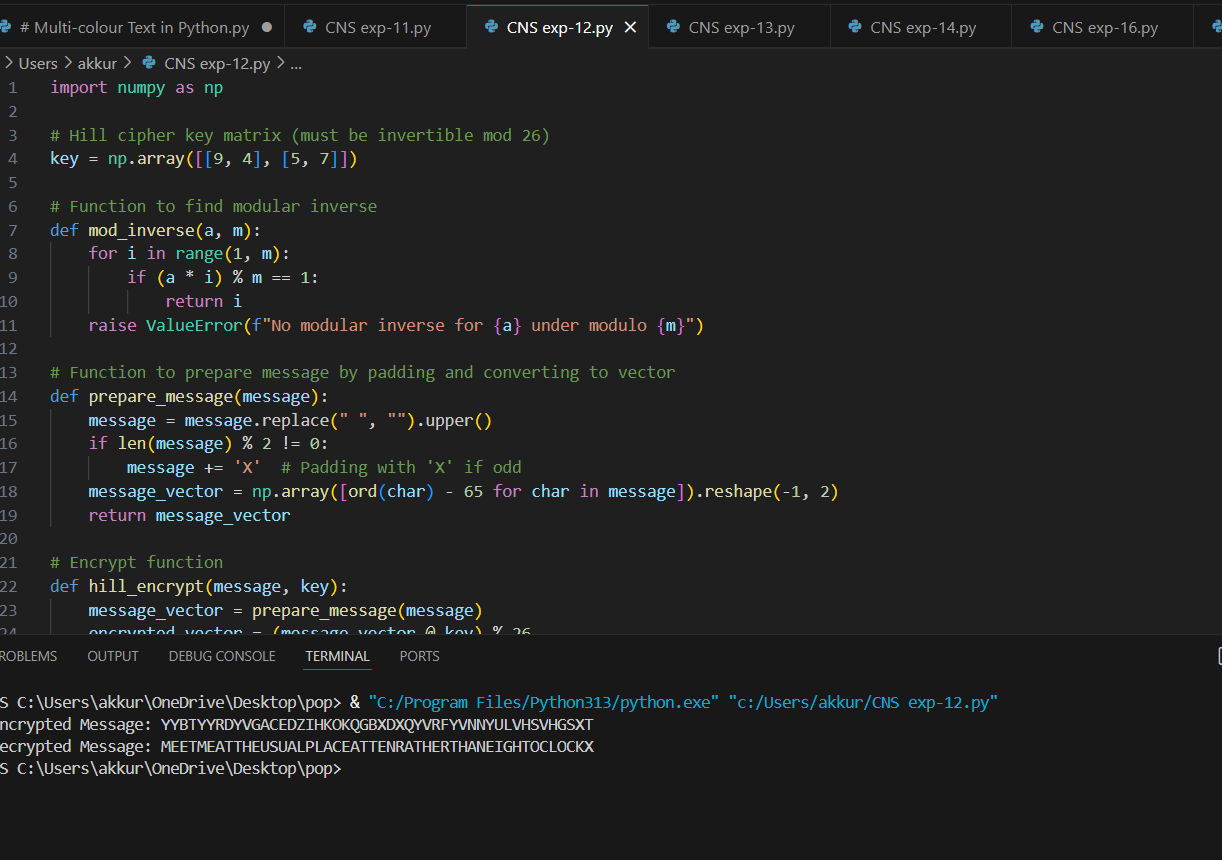 # Multi-colour Text in Python.py CNS exp-11.py CNS exp-12.py CNS exp-13.py CNS exp-14.py CNS exp-16.py
> Users > akkur > CNS exp-12.py > ...
1 import numpy as np
2
3 # Hill cipher key matrix (must be invertible mod 26)
4 key = np.array([[9, 4], [5, 7]])
5
6 # Function to find modular inverse
7 def mod_inverse(a, m):
8     for i in range(1, m):
9         if (a * i) % m == 1:
10             return i
11     raise ValueError(f"No modular inverse for {a} under modulo {m}")
12
13 # Function to prepare message by padding and converting to vector
14 def prepare_message(message):
15     message = message.replace(" ", "").upper()
16     if len(message) % 2 != 0:
17         message += 'X'  # Padding with 'X' if odd
18     message_vector = np.array([ord(char) - 65 for char in message]).reshape(-1, 2)
19     return message_vector
20
21 # Encrypt function
22 def hill_encrypt(message, key):
23     message_vector = prepare_message(message)
24     encrypted_vector = (message_vector @ key) % 26
ROBLEMS OUTPUT DEBUG CONSOLE TERMINAL PORTS
S C:\Users\akkur\OneDrive\Desktop\pop> & "C:/Program Files/Python313/python.exe" "c:/Users/akkur/CNS exp-12.py"
ncrypted Message: YYBTYYRDYVGACEDZIHKOKQGBXDXQYVRFYVNNYULVHSVHGSXT
ecrypted Message: MEETMEATTHEUSUALPLACEATTENRATHERTHANEIGHTOCLOCKX
S C:\Users\akkur\OneDrive\Desktop\pop>